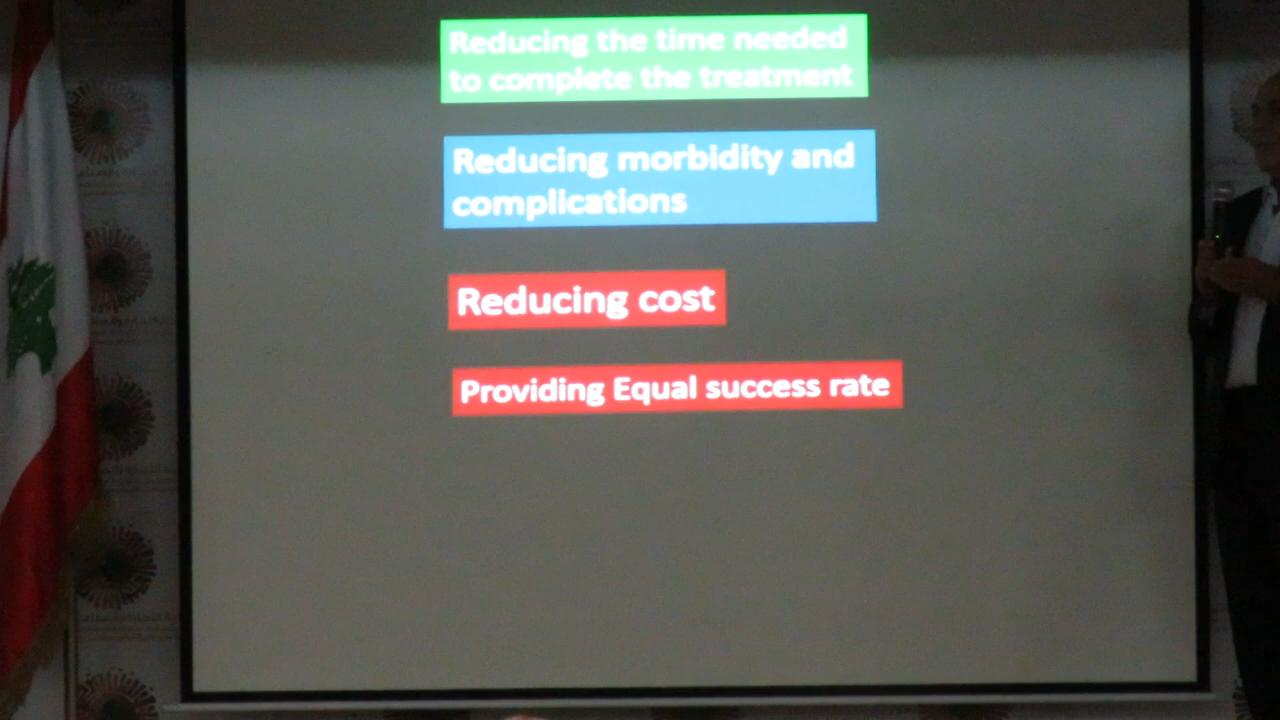 Reducing the time needed
to complete the treatment
Reducing morbidity and
complications
Reducing cost
Providing Equal success rate